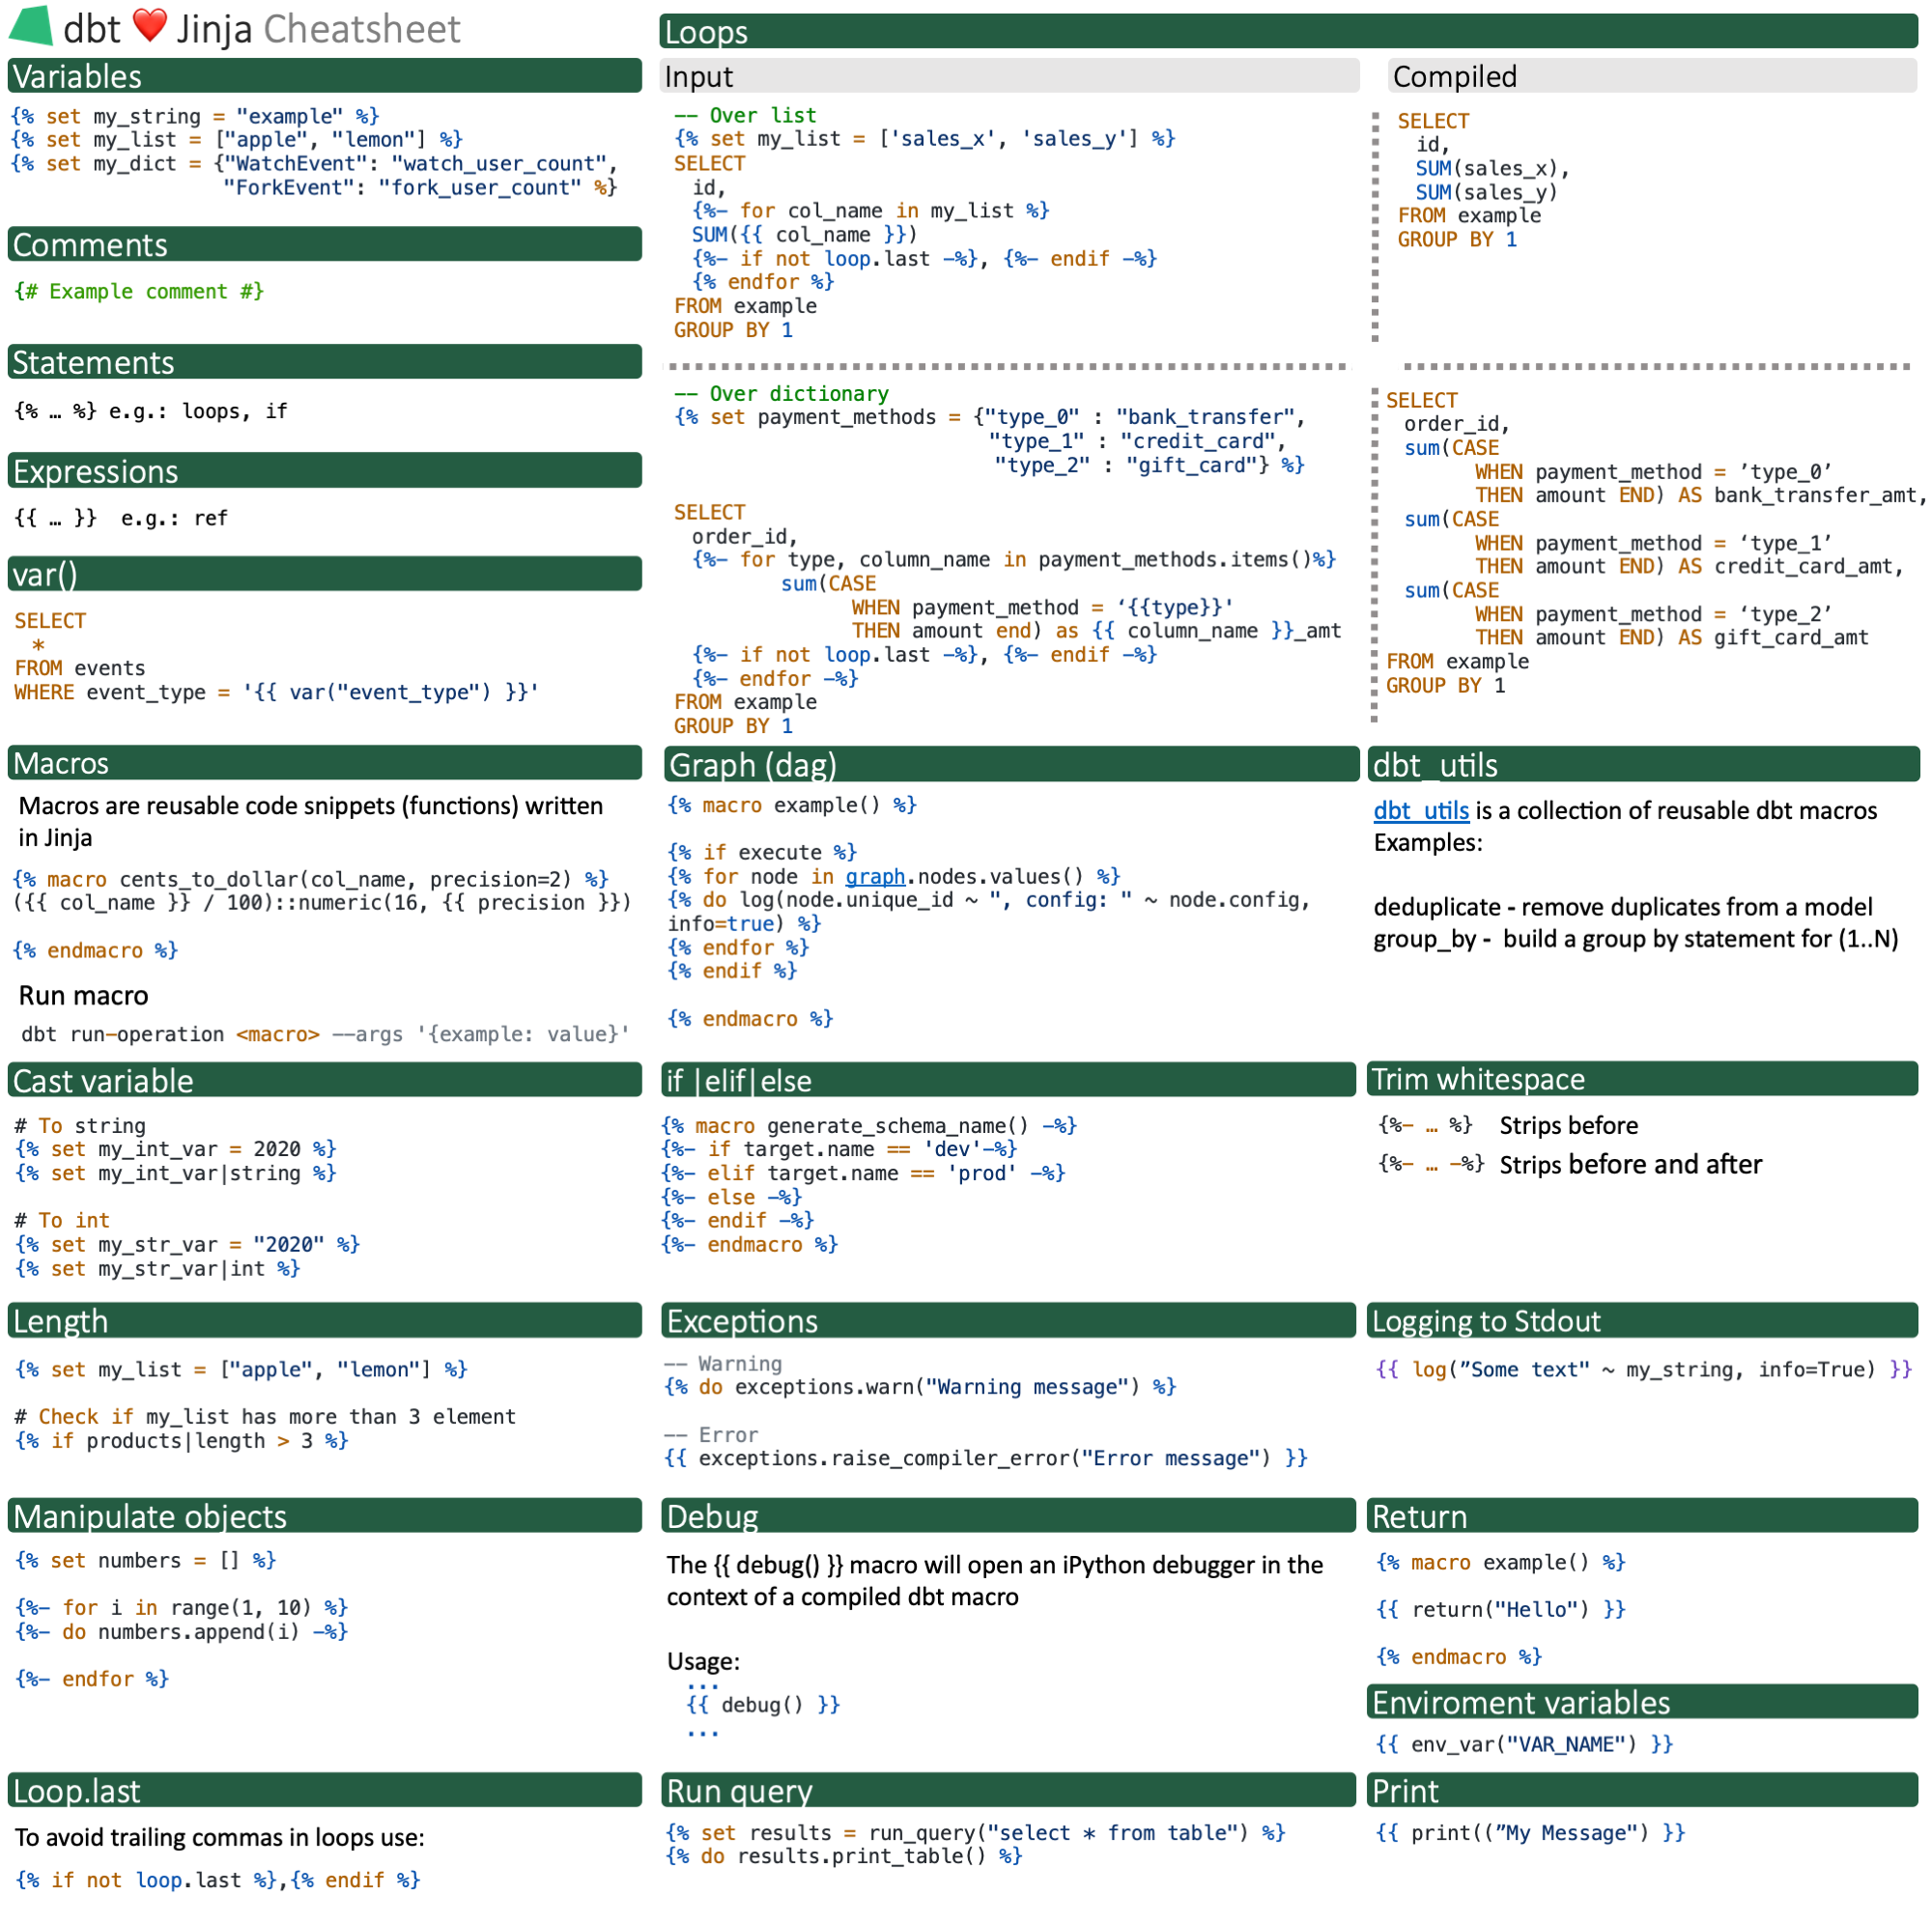 dbt ❤️ Jinja Cheatsheet
Variables
{% set my_string = "example" %}
{% set my_list = ["apple", "lemon"] %}
{% set my_dict = {"WatchEvent": "watch_user_count",
"ForkEvent": "fork_user_count" %}
Comments
{# Example comment #}
Statements
{% … %} e.g.: loops, if
Expressions
{{ … }}  e.g.: ref
var()
SELECT
*
FROM events
WHERE event_type = '{{ var("event_type") }}'
Loops
Input
-- Over list
{% set my_list = ['sales_x', 'sales_y'] %}
SELECT
id,
{%- for col_name in my_list %}
SUM({{ col_name }})
{%- if not loop.last -%}, {%- endif -%}
{% endfor %}
FROM example
GROUP BY 1
Compiled
SELECT
id,
SUM(sales_x),
SUM(sales_y)
FROM example
GROUP BY 1
-- Over dictionary
{% set payment_methods = {"type_0" : "bank_transfer",
"type_1" : "credit_card",
"type_2" : "gift_card"} %}
SELECT
order_id,
{%- for type, column_name in payment_methods.items()%}
sum(CASE
WHEN payment_method = ‘{{type}}'
THEN amount end) as {{ column_name }}_amt
{%- if not loop.last -%}, {%- endif -%}
{%- endfor -%}
FROM example
GROUP BY 1
SELECT
order_id,
sum(CASE
WHEN payment_method = ’type_0’
THEN amount END) AS bank_transfer_amt,
sum(CASE
WHEN payment_method = ‘type_1’
THEN amount END) AS credit_card_amt,
sum(CASE
WHEN payment_method = ‘type_2’
THEN amount END) AS gift_card_amt
FROM example
GROUP BY 1
Macros
Macros are reusable code snippets (functions) written
in Jinja
{% macro cents_to_dollar(col_name, precision=2) %}
({{ col_name }} / 100)::numeric(16, {{ precision }})
{% endmacro %}
Run macro
dbt run-operation <macro> --args '{example: value}'
Graph (dag)
{% macro example() %}
{% if execute %}
{% for node in graph.nodes.values() %}
{% do log(node.unique_id ~ ", config: " ~ node.config,
info=true) %}
{% endfor %}
{% endif %}
{% endmacro %}
dbt_utils
dbt_utils is a collection of reusable dbt macros
Examples:
deduplicate - remove duplicates from a model
group_by -  build a group by statement for (1..N)
Cast variable
# To string
{% set my_int_var = 2020 %}
{% set my_int_var|string %}
# To int
{% set my_str_var = "2020" %}
{% set my_str_var|int %}
if |elif|else
{% macro generate_schema_name() -%}
{%- if target.name == 'dev'-%}
{%- elif target.name == 'prod' -%}
{%- else -%}
{%- endif -%}
{%- endmacro %}
Trim whitespace
{%- … %} Strips before
{%- … -%} Strips before and after
Length
{% set my_list = ["apple", "lemon"] %}
# Check if my_list has more than 3 element
{% if products|length > 3 %}
Exceptions
-- Warning
{% do exceptions.warn("Warning message") %}
-- Error
{{ exceptions.raise_compiler_error("Error message") }}
Logging to Stdout
{{ log(”Some text" ~ my_string, info=True) }}
Manipulate objects
{% set numbers = [] %}
{%- for i in range(1, 10) %}
{%- do numbers.append(i) -%}
{%- endfor %}
Debug
The {{ debug() }} macro will open an iPython debugger in the
context of a compiled dbt macro
Usage:
...
{{ debug() }}
...
Return
{% macro example() %}
{{ return("Hello") }}
{% endmacro %}
Enviroment variables
{{ env_var("VAR_NAME") }}
Loop.last
To avoid trailing commas in loops use:
{% if not loop.last %},{% endif %}
Run query
{% set results = run_query("select * from table") %}
{% do results.print_table() %}
Print
{{ print((”My Message") }}